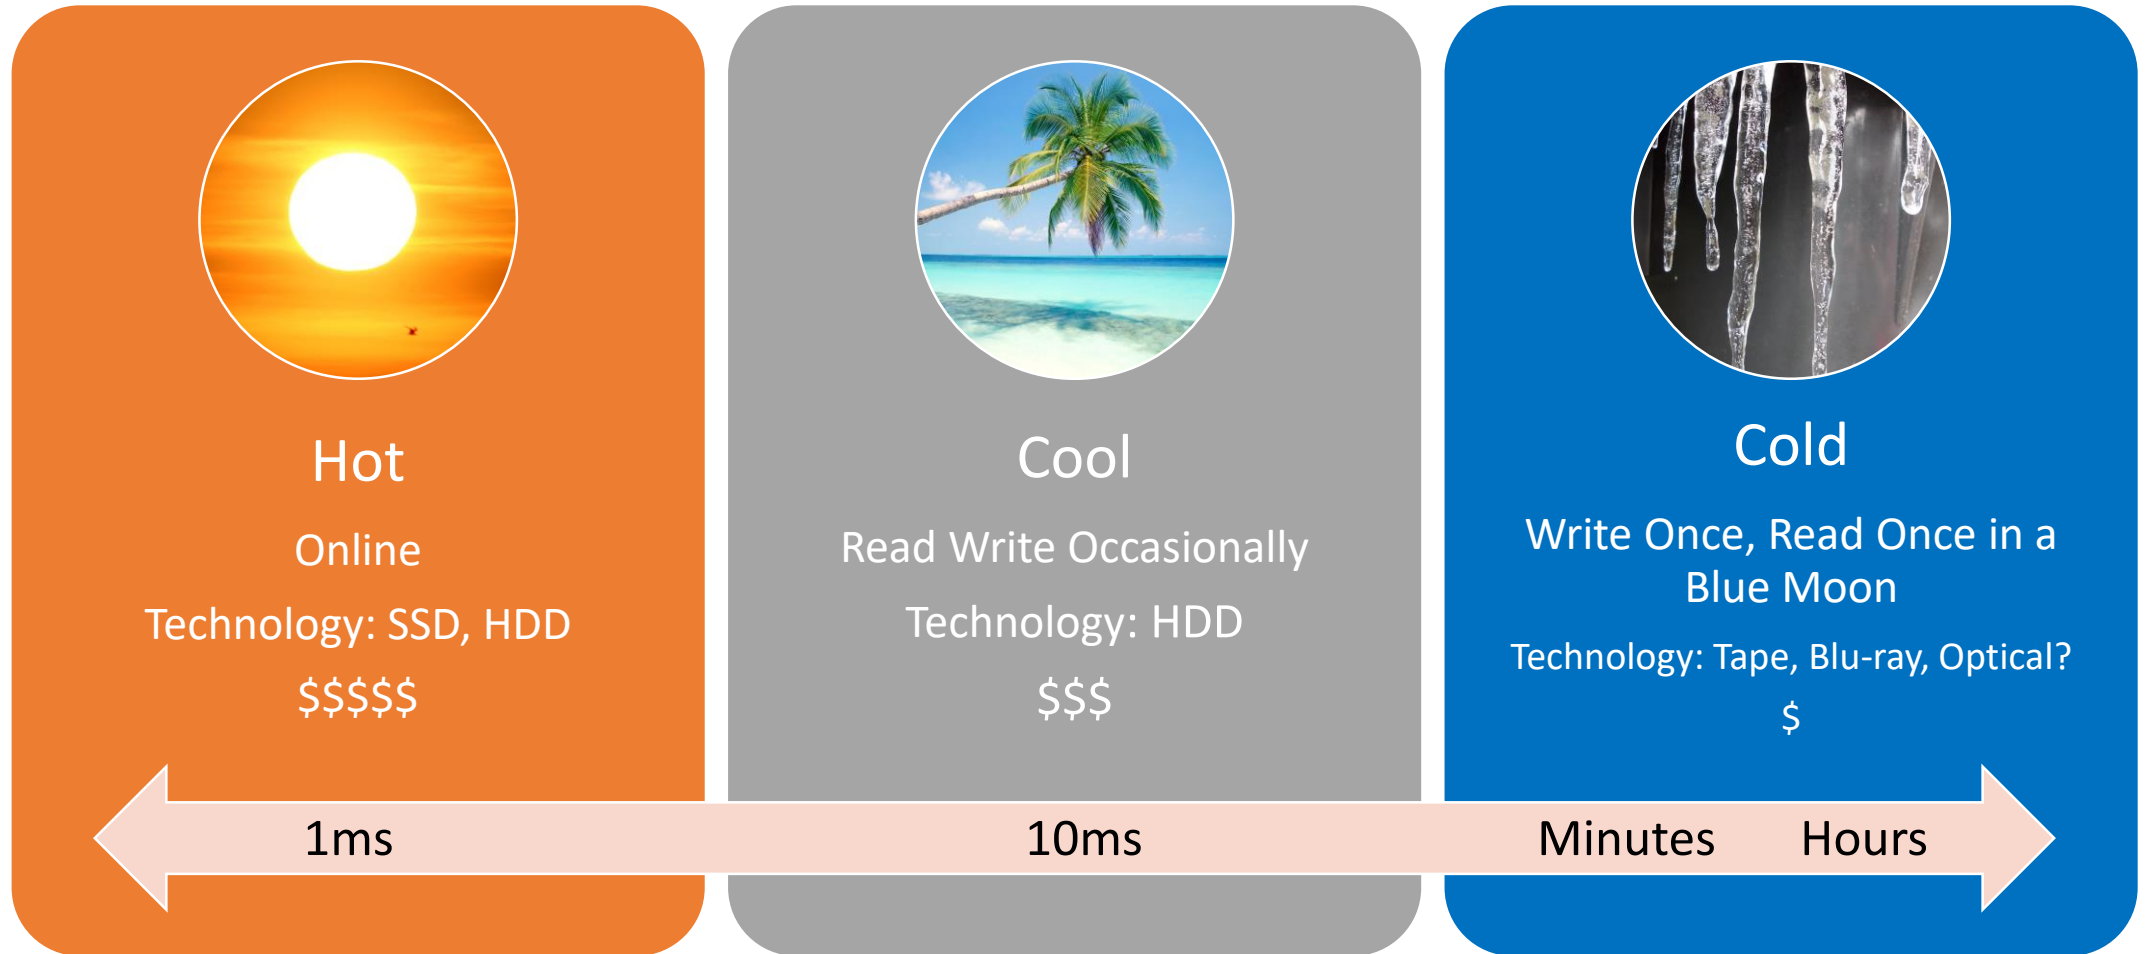 Hot
Online
Technology: SSD, HDD
$$$$$
Cool
Read Write Occasionally
Technology: HDD
$$$
Cold
Write Once, Read Once in a
Blue Moon
Technology: Tape, Blu-ray, Optical?
$
1ms
10ms
Minutes
Hours